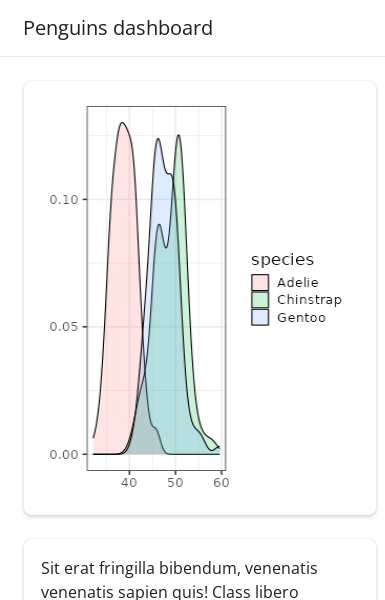 Penguins dashboard
0.10
0.05
0.00
40 50 60
species
Adelie
Chinstrap
Gentoo
Sit erat fringilla bibendum, venenatis
venenatis sapien quis! Class libero